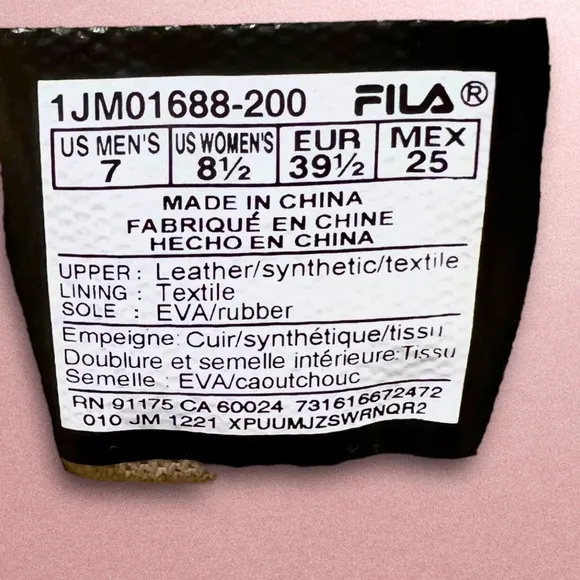 1JM01688-200 FILA®
US MEN'S US WOMEN'S EUR MEX
7 8½ 39½ 25
MADE IN CHINA
FABRIQUÉ EN CHINE
HECHO EN CHINA
UPPER : Leather/synthetic/textile
LINING : Textile
SOLE : EVA/rubber
Empeigne: Cuir/synthétique/tissu
Doublure et semelle intérieure:Tissu
Semelle : EVA/caoutchouc
RN 91175 CA 60024 731616672472
010 JM 1221 XPUUMJZSWRNQR2